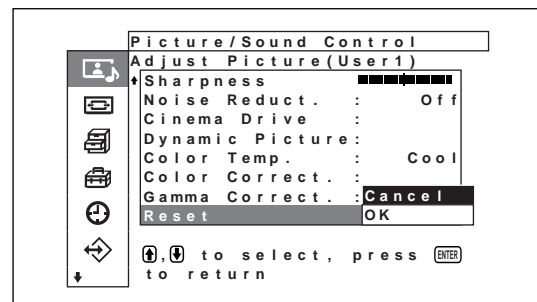 Picture/Sound Control
Adjust Picture(User1)
Sharpness
Noise Reduct. : Off
Cinema Drive :
Dynamic Picture:
Color Temp. : Cool
Color Correct. :
Gamma Correct. : Cancel
Reset OK
, to select, press ENTER
to return